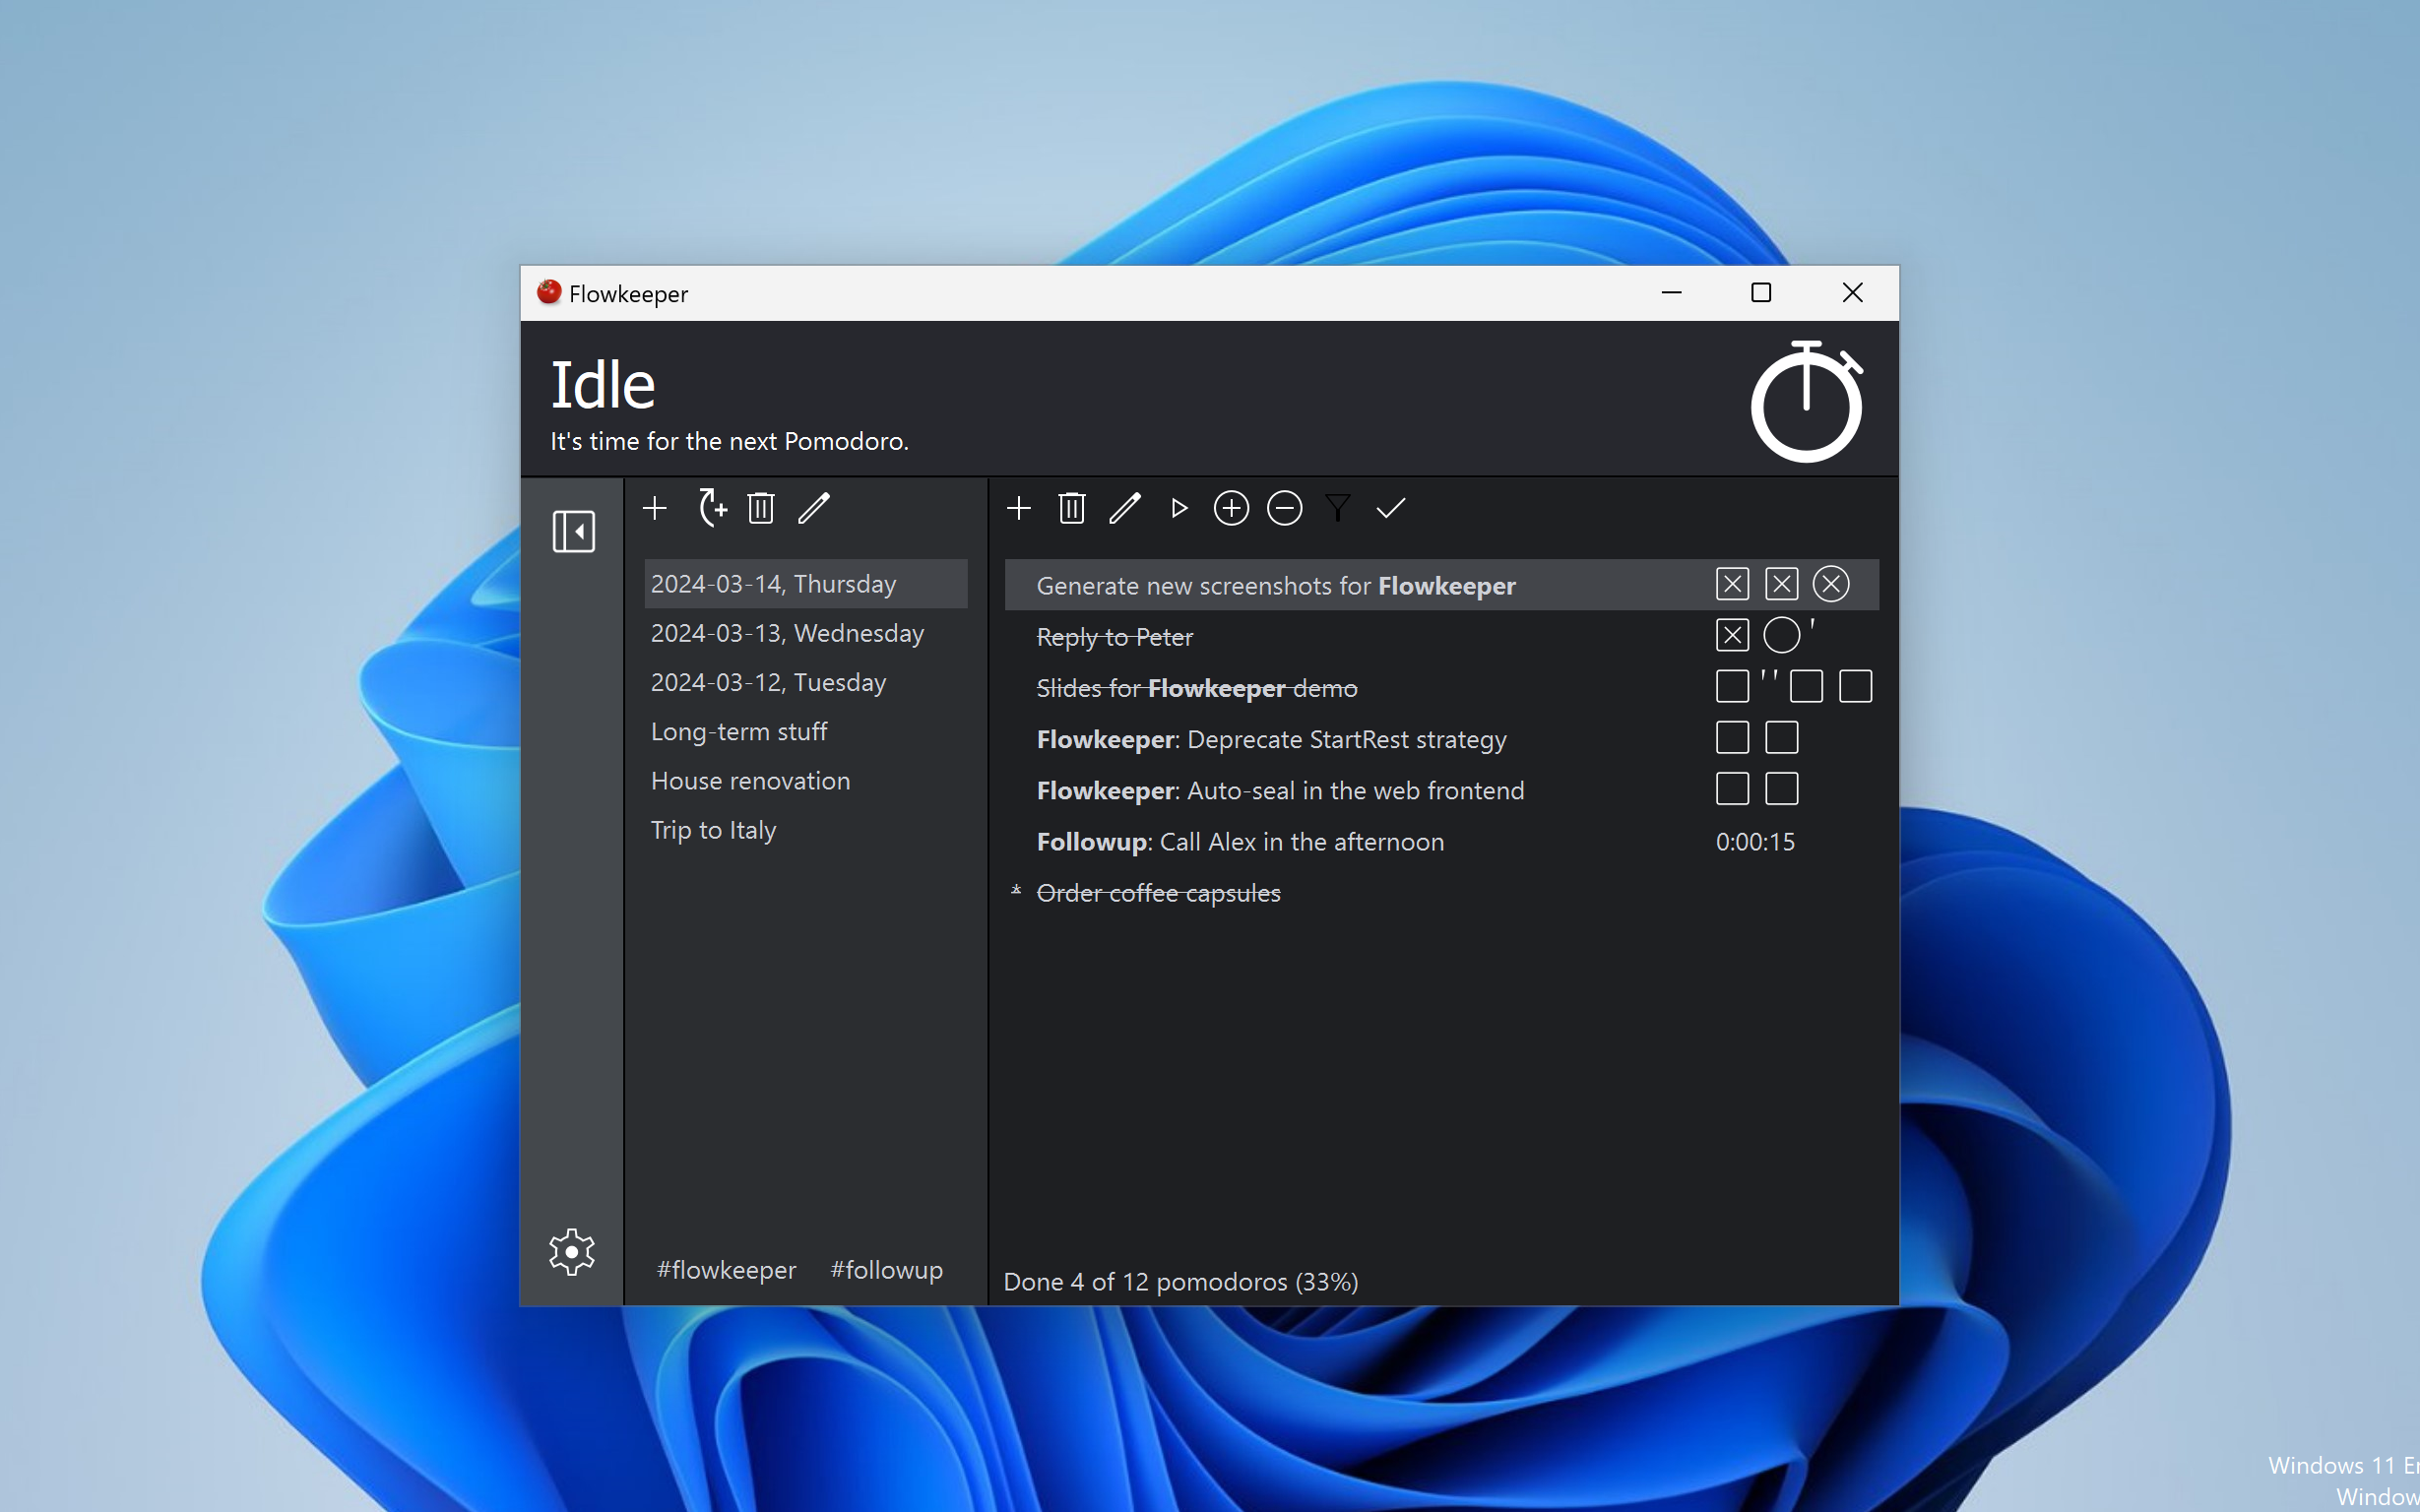 Flowkeeper
Idle
It's time for the next Pomodoro.
2024-03-14, Thursday
2024-03-13, Wednesday
2024-03-12, Tuesday
Long-term stuff
House renovation
Trip to Italy
#flowkeeper #followup
Generate new screenshots for Flowkeeper
Reply to Peter '
Slides for Flowkeeper demo ' '
Flowkeeper: Deprecate StartRest strategy
Flowkeeper: Auto-seal in the web frontend
Followup: Call Alex in the afternoon 0:00:15
* Order coffee capsules
Done 4 of 12 pomodoros (33%)
Windows 11